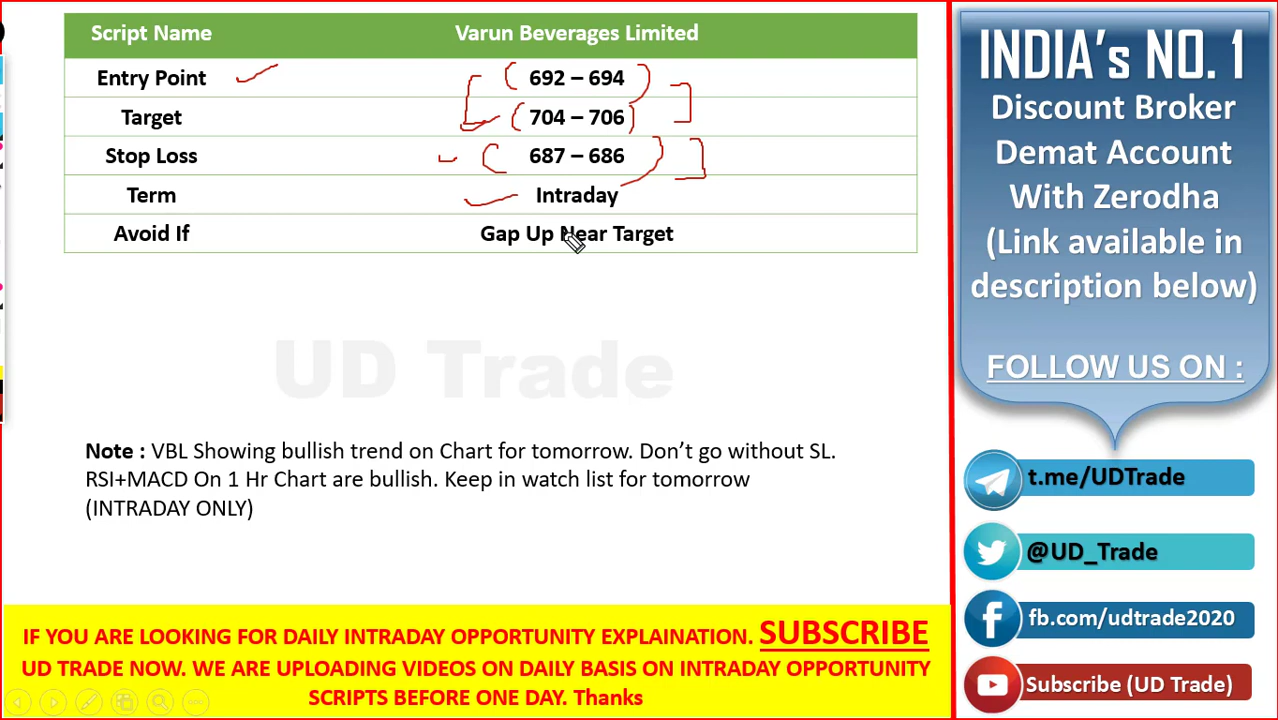 Script Name Varun Beverages Limited
Entry Point 692 – 694
Target 704 – 706
Stop Loss 687 – 686
Term Intraday
Avoid If Gap Up Near Target
UD Trade
Note : VBL Showing bullish trend on Chart for tomorrow. Don’t go without SL.
RSI+MACD On 1 Hr Chart are bullish. Keep in watch list for tomorrow
(INTRADAY ONLY)
IF YOU ARE LOOKING FOR DAILY INTRADAY OPPORTUNITY EXPLAINATION. SUBSCRIBE
UD TRADE NOW. WE ARE UPLOADING VIDEOS ON DAILY BASIS ON INTRADAY OPPORTUNITY
SCRIPTS BEFORE ONE DAY. Thanks
INDIA’s NO. 1
Discount Broker
Demat Account
With Zerodha
(Link available in
description below)
FOLLOW US ON :
t.me/UDTrade
@UD_Trade
fb.com/udtrade2020
Subscribe (UD Trade)